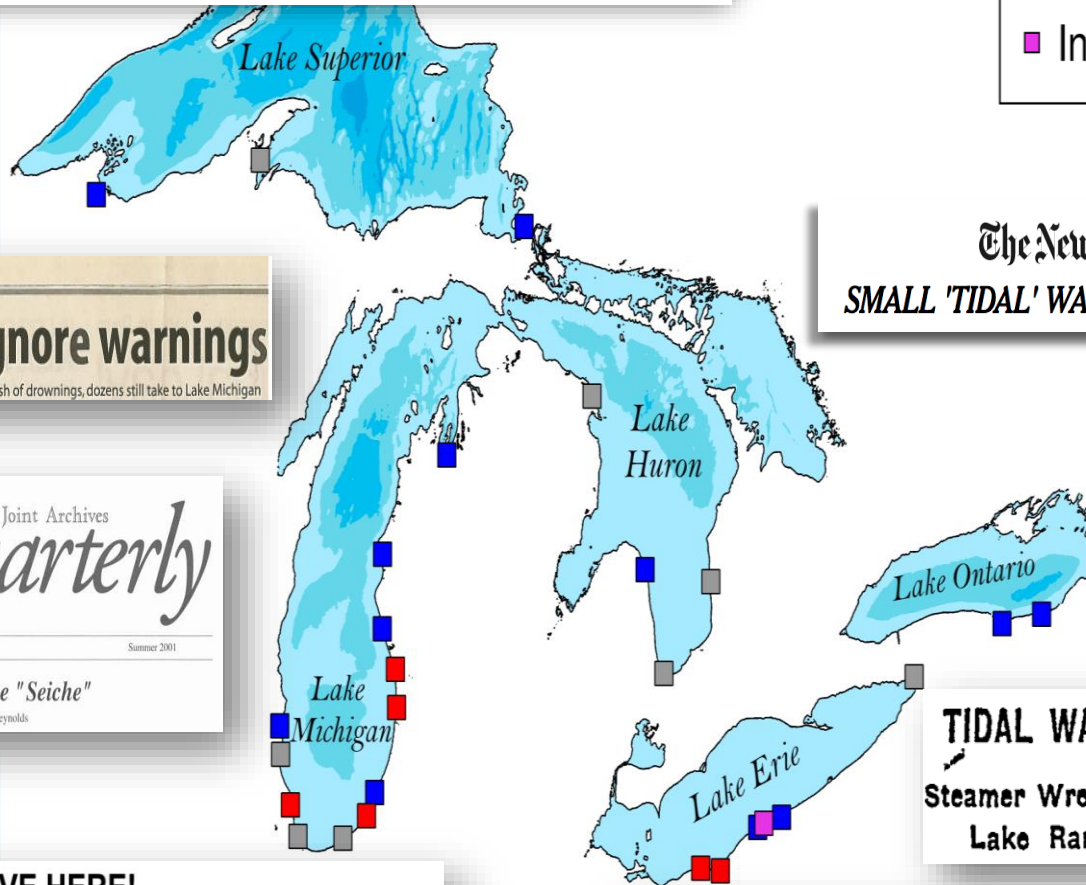 Lake Superior
In
The New
SMALL 'TIDAL' WA
gnore warnings
sh of drownings, dozens still take to Lake Michigan
Lake
Huron
Joint Archives
arterly
Summer 2001
e "Seiche"
eynolds
Lake Ontario
Lake
Michigan
Lake Erie
TIDAL WA
Steamer Wre
Lake Ra
VE HERE!